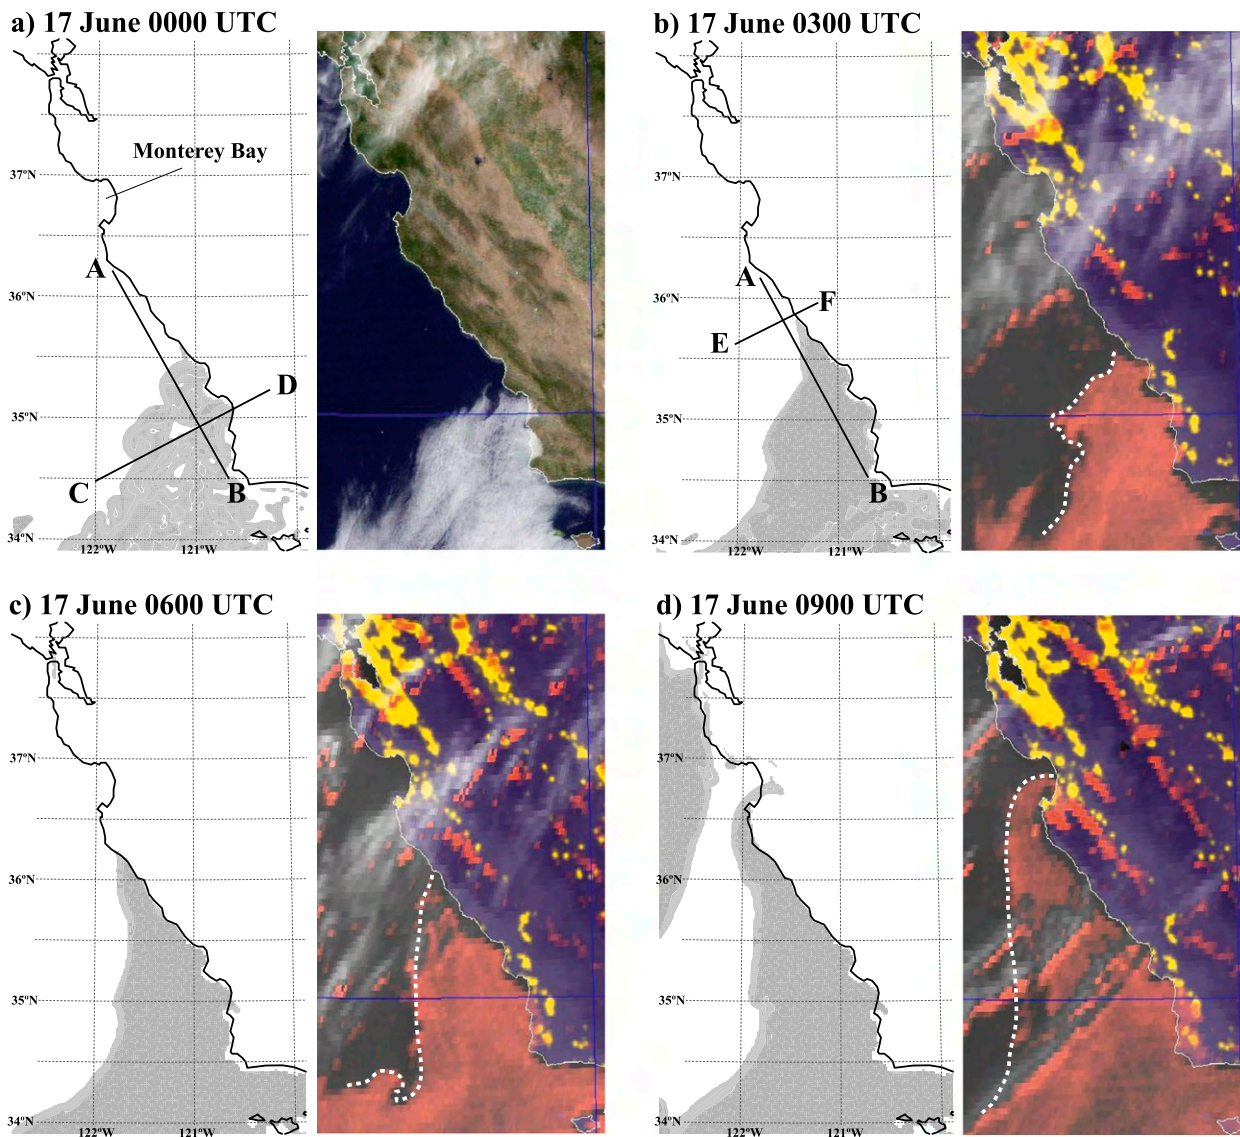 a) 17 June 0000 UTC
Monterey Bay
37°N
A
36°N
D
35°N
C
B
34°N
122°W
121°W
b) 17 June 0300 UTC
37°N
A
36°N
F
E
35°N
B
34°N
122°W
121°W
c) 17 June 0600 UTC
37°N
36°N
35°N
34°N
122°W
121°W
d) 17 June 0900 UTC
37°N
36°N
35°N
34°N
122°W
121°W